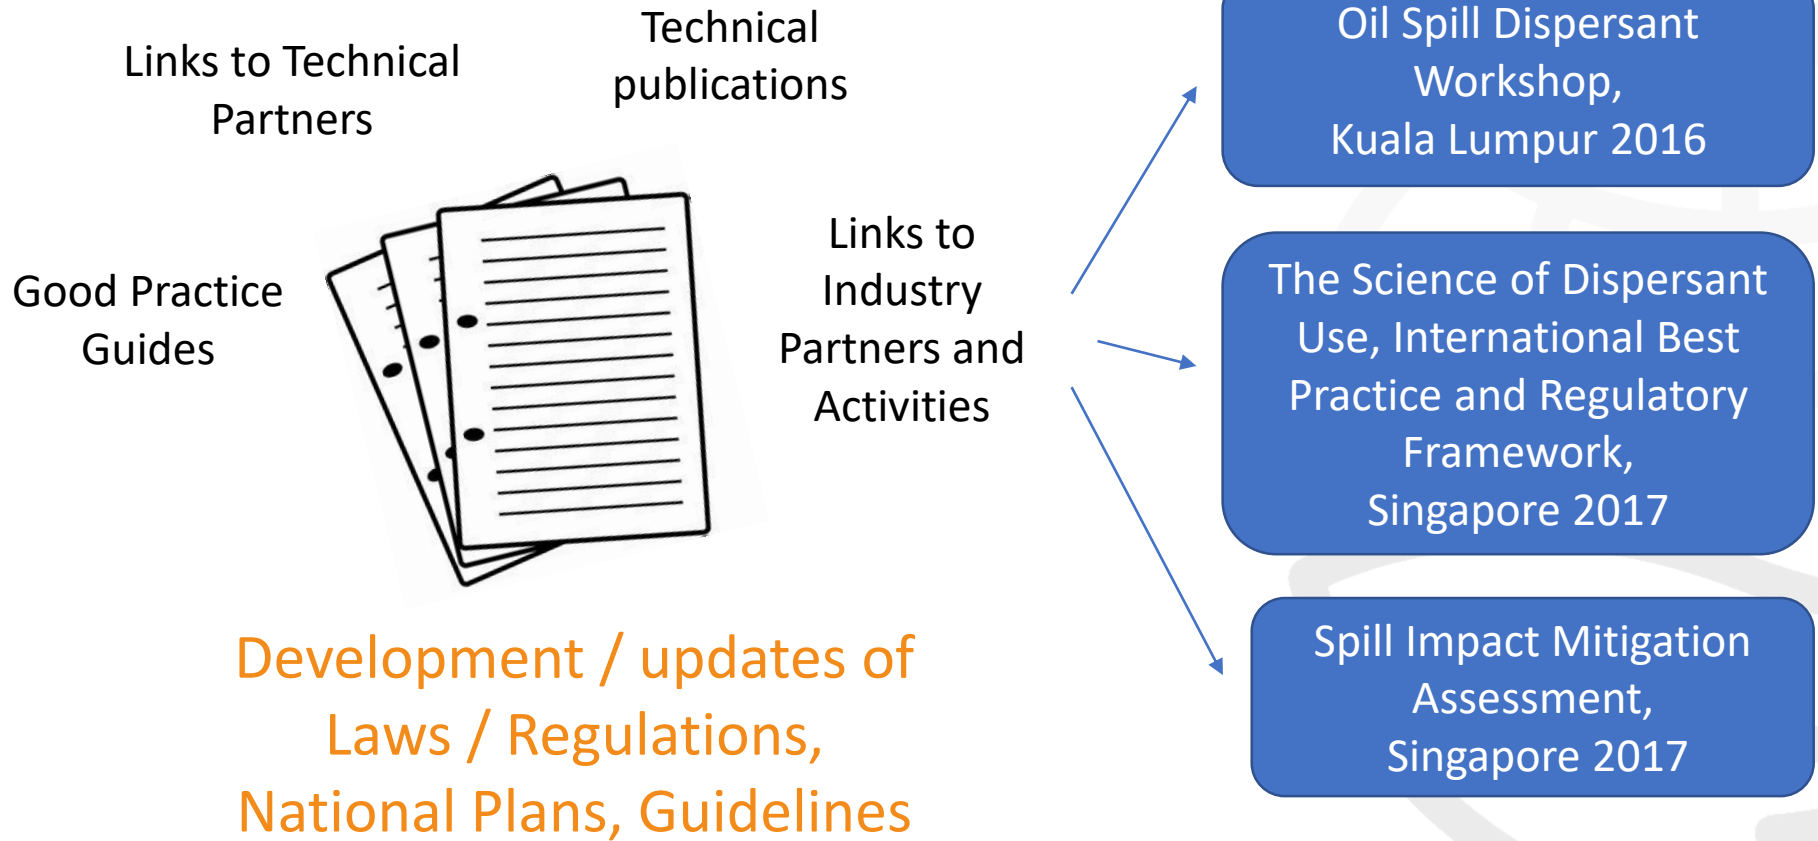 Links to Technical
Partners
Technical
publications
Good Practice
Guides
Links to
Industry
Partners and
Activities
Development / updates of
Laws / Regulations,
National Plans, Guidelines
Oil Spill Dispersant
Workshop,
Kuala Lumpur 2016
The Science of Dispersant
Use, International Best
Practice and Regulatory
Framework,
Singapore 2017
Spill Impact Mitigation
Assessment,
Singapore 2017